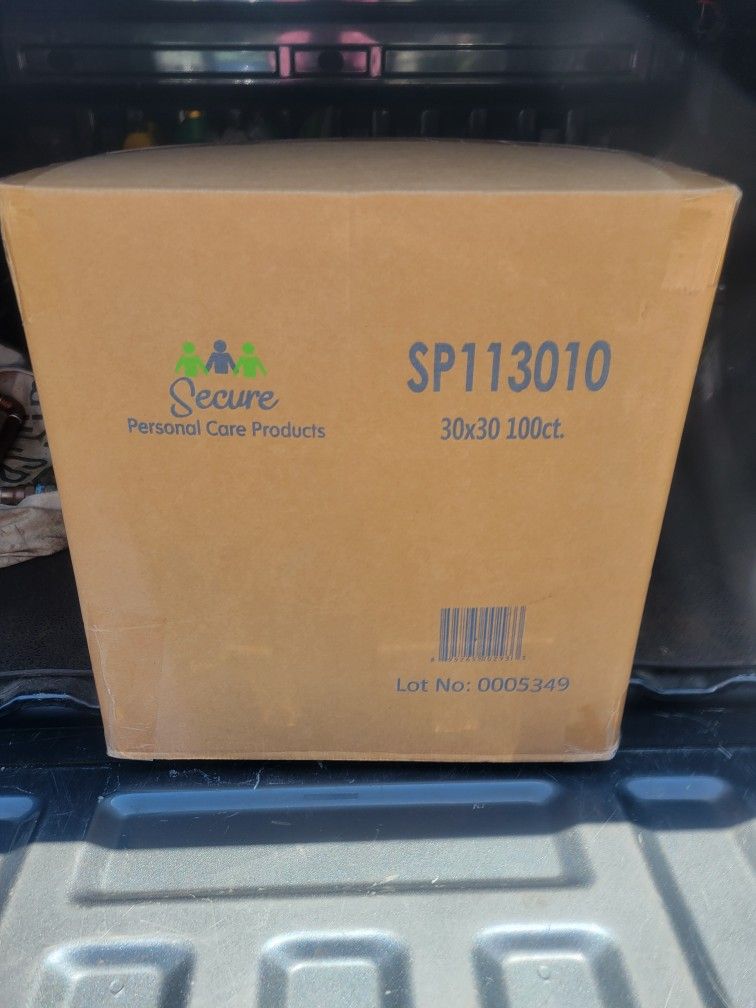 Secure
Personal Care Products
SP113010
30x30 100ct.
Lot No: 0005349